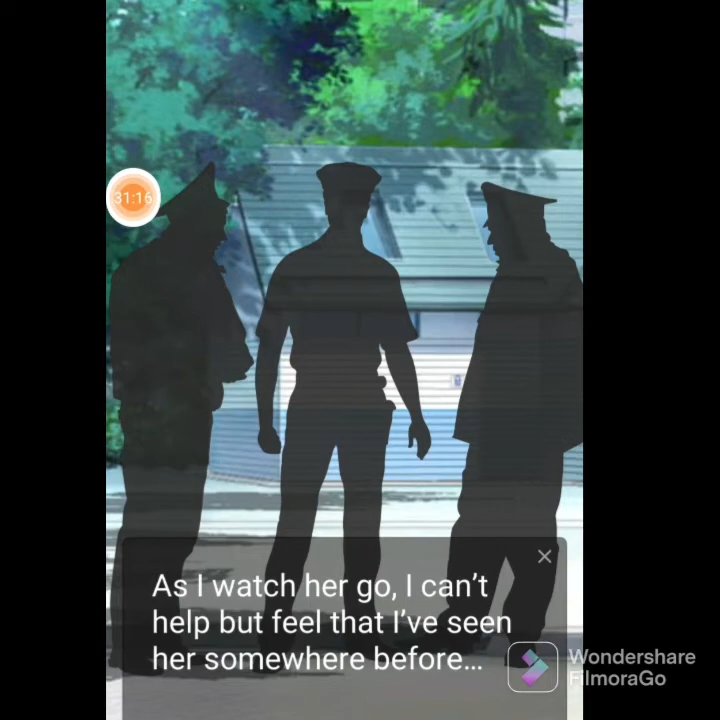 31:16
As I watch her go, I can't
help but feel that I've seen
her somewhere before...
Wondershare
FilmoraGo